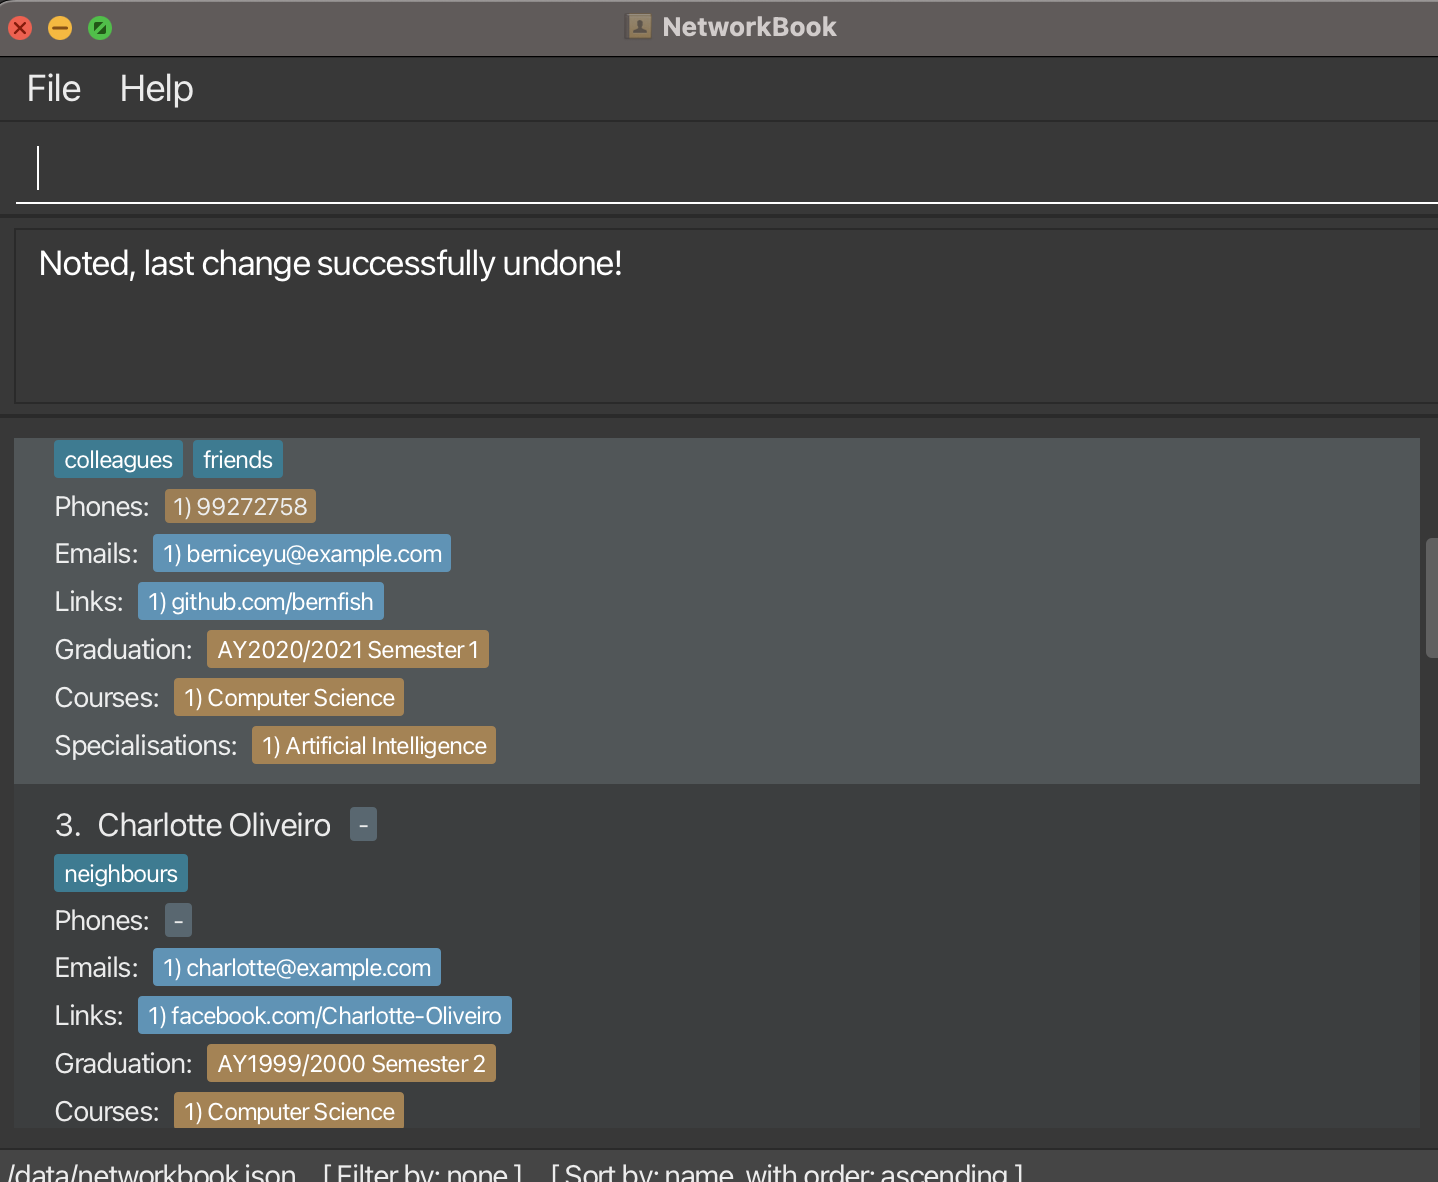 NetworkBook
File Help
Noted, last change successfully undone!
colleagues friends
Phones: 1) 99272758
Emails: 1) berniceyu@example.com
Links: 1) github.com/bernfish
Graduation: AY2020/2021 Semester 1
Courses: 1) Computer Science
Specialisations: 1) Artificial Intelligence
3. Charlotte Oliveiro -
neighbours
Phones: -
Emails: 1) charlotte@example.com
Links: 1) facebook.com/Charlotte-Oliveiro
Graduation: AY1999/2000 Semester 2
Courses: 1) Computer Science
/data/networkbook.json [ Filter by: none ] [ Sort by: name, with order: ascending ]